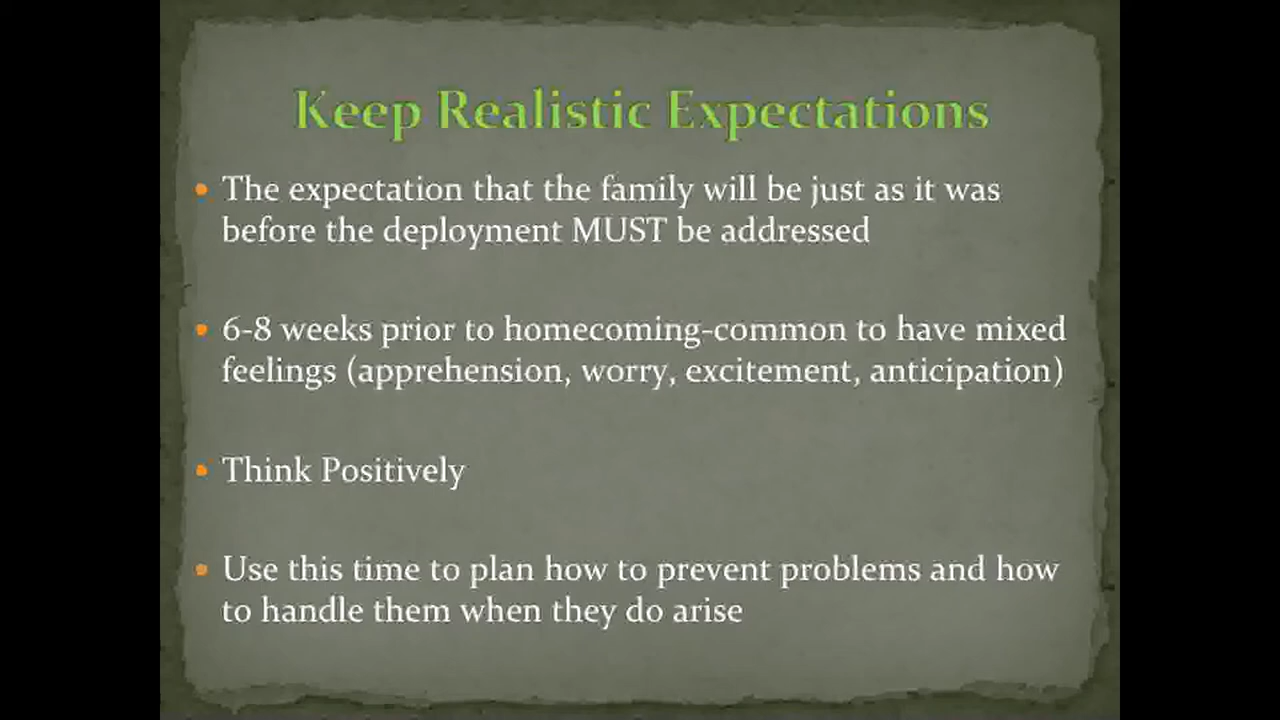 Keep Realistic Expectations
• The expectation that the family will be just as it was
before the deployment MUST be addressed
• 6-8 weeks prior to homecoming-common to have mixed
feelings (apprehension, worry, excitement, anticipation)
• Think Positively
• Use this time to plan how to prevent problems and how
to handle them when they do arise